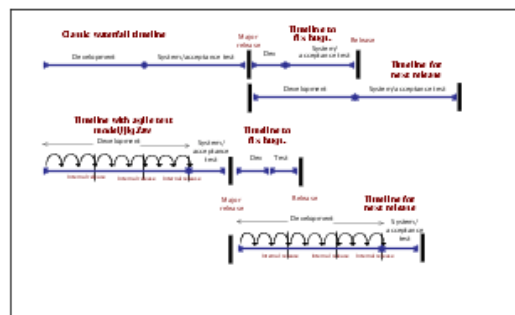 Classic waterfall timeline
Major
release
Timeline to
fix bugs.
Release
Development
System/acceptance test
Dev
System/
acceptance test
Timeline for
next release
Development
System/acceptance test
Timeline with agile test
Development
System/
acceptance
test
Timeline to
fix bugs.
Dev
Test
Internal release
Internal release
Internal release
Major
release
Release
Timeline for
next release
Development
System/
acceptance
test
Internal release
Internal release
Internal release